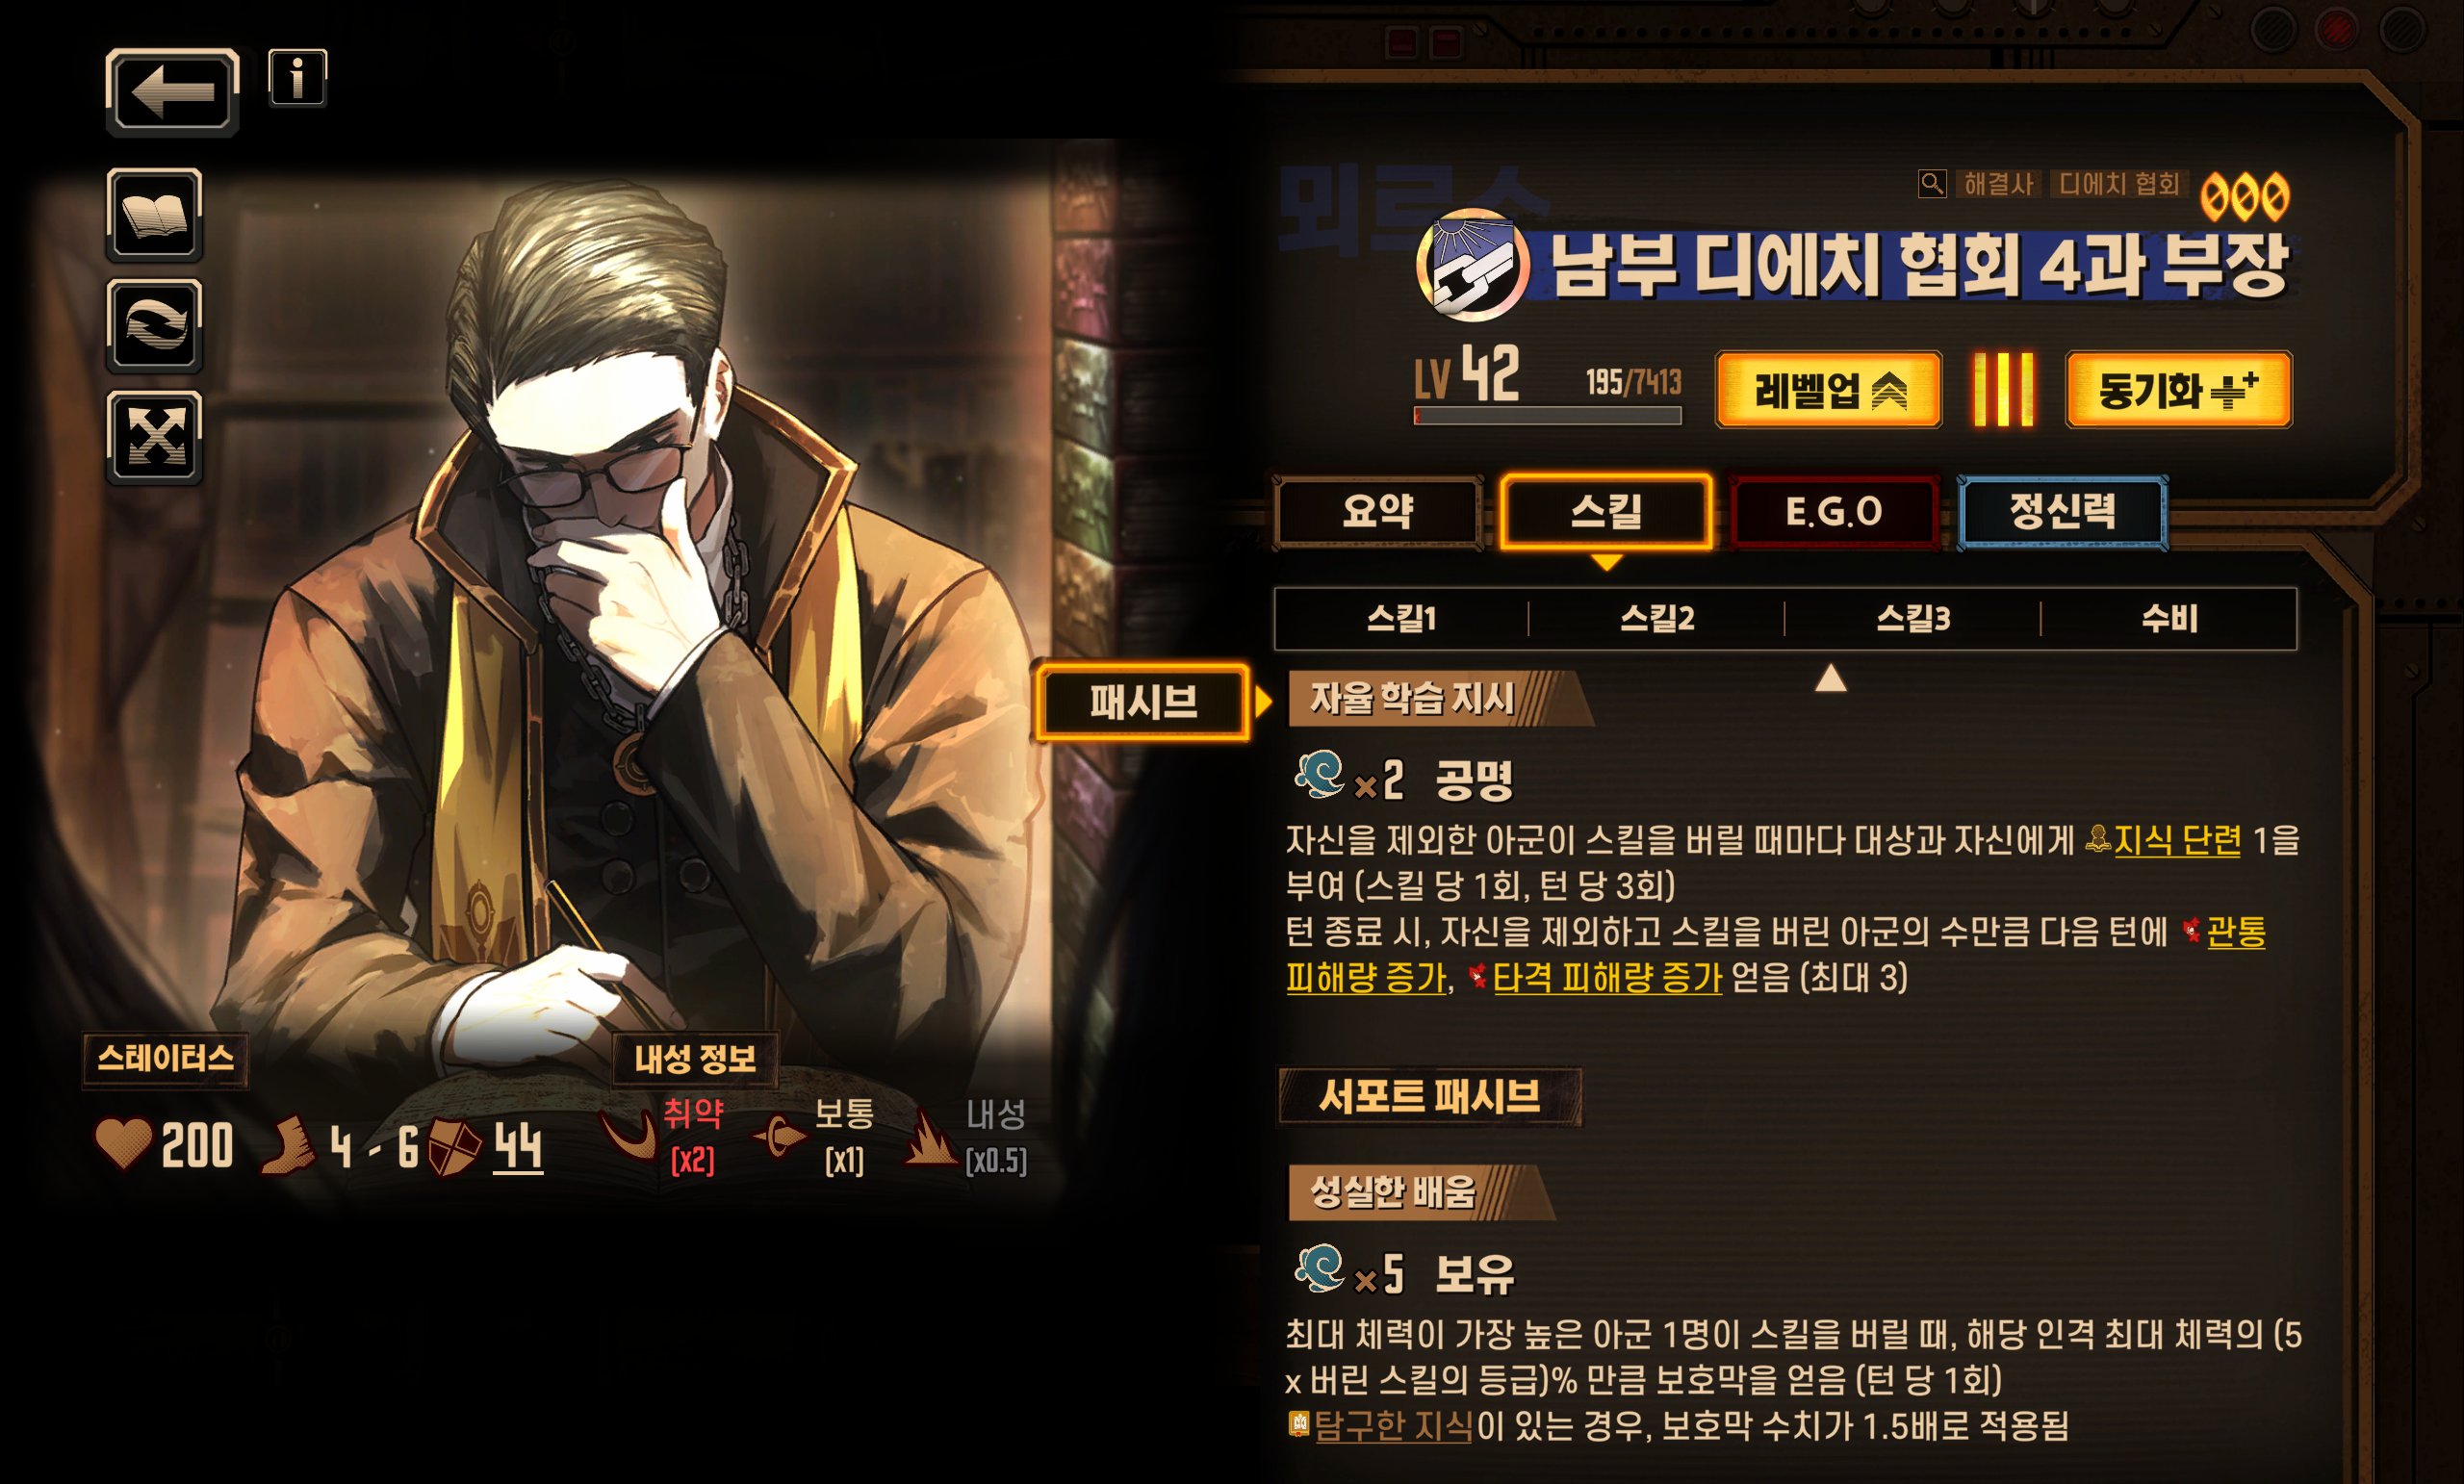 뫼르소
해결사 디에치 협회 000
남부 디에치 협회 4과 부장
LV 42 195/7413 레벨업 동기화
요약 스킬 E.G.O 정신력
스킬1 스킬2 스킬3 수비
패시브
자율 학습 지시
x2 공명
자신을 제외한 아군이 스킬을 버릴 때마다 대상과 자신에게 지식 단련 1을
부여 (스킬 당 1회, 턴 당 3회)
턴 종료 시, 자신을 제외하고 스킬을 버린 아군의 수만큼 다음 턴에 관통
피해량 증가, 타격 피해량 증가 얻음 (최대 3)
서포트 패시브
성실한 배움
x5 보유
최대 체력이 가장 높은 아군 1명이 스킬을 버릴 때, 해당 인격 최대 체력의 (5
x 버린 스킬의 등급)% 만큼 보호막을 얻음 (턴 당 1회)
탐구한 지식이 있는 경우, 보호막 수치가 1.5배로 적용됨
스테이터스
200 4 - 6 44
내성 정보
취약 보통 내성
(x2) (x1) (x0.5)